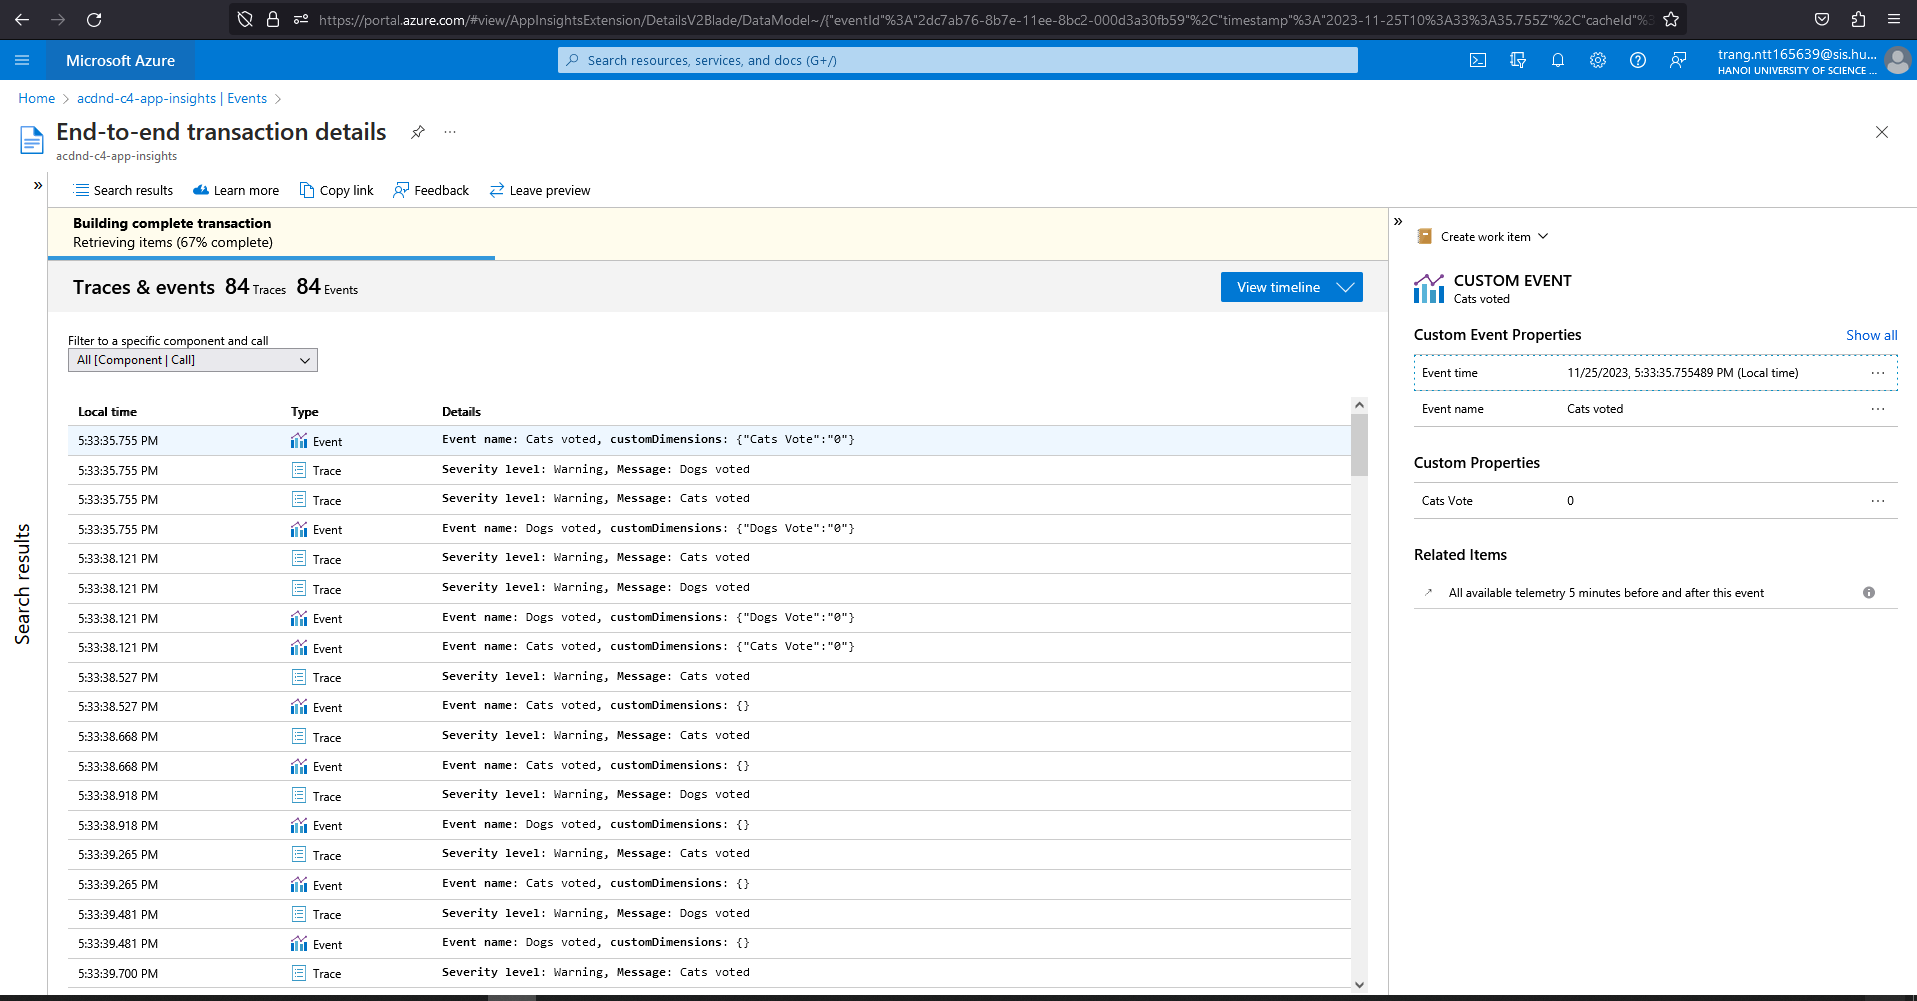 https://portal.azure.com/#view/AppInsightsExtension/DetailsV2Blade/DataModel~/{"eventId"%3A"2dc7ab76-8b7e-11ee-8bc2-000d3a30fb59"%2C"timestamp"%3A"2023-11-25T10%3A33%3A35.755Z"%2C"cacheId"%3
Microsoft Azure
Search resources, services, and docs (G+/)
trang.ntt165639@sis.hu...
HANOI UNIVERSITY OF SCIENCE ...
Home > acdnd-c4-app-insights | Events >
End-to-end transaction details
acdnd-c4-app-insights
Search results Learn more Copy link Feedback Leave preview
Building complete transaction
Retrieving items (67% complete)
Traces & events 84 Traces 84 Events
View timeline
Filter to a specific component and call
All [Component | Call]
Local time Type Details
5:33:35.755 PM Event Event name: Cats voted, customDimensions: {"Cats Vote":"0"}
5:33:35.755 PM Trace Severity level: Warning, Message: Dogs voted
5:33:35.755 PM Trace Severity level: Warning, Message: Cats voted
5:33:35.755 PM Event Event name: Dogs voted, customDimensions: {"Dogs Vote":"0"}
5:33:38.121 PM Trace Severity level: Warning, Message: Cats voted
5:33:38.121 PM Trace Severity level: Warning, Message: Dogs voted
5:33:38.121 PM Event Event name: Dogs voted, customDimensions: {"Dogs Vote":"0"}
5:33:38.121 PM Event Event name: Cats voted, customDimensions: {"Cats Vote":"0"}
5:33:38.527 PM Trace Severity level: Warning, Message: Cats voted
5:33:38.527 PM Event Event name: Cats voted, customDimensions: {}
5:33:38.668 PM Trace Severity level: Warning, Message: Cats voted
5:33:38.668 PM Event Event name: Cats voted, customDimensions: {}
5:33:38.918 PM Trace Severity level: Warning, Message: Dogs voted
5:33:38.918 PM Event Event name: Dogs voted, customDimensions: {}
5:33:39.265 PM Trace Severity level: Warning, Message: Cats voted
5:33:39.265 PM Event Event name: Cats voted, customDimensions: {}
5:33:39.481 PM Trace Severity level: Warning, Message: Dogs voted
5:33:39.481 PM Event Event name: Dogs voted, customDimensions: {}
5:33:39.700 PM Trace Severity level: Warning, Message: Cats voted
Search results
Create work item
CUSTOM EVENT
Cats voted
Custom Event Properties Show all
Event time 11/25/2023, 5:33:35.755489 PM (Local time) ...
Event name Cats voted ...
Custom Properties
Cats Vote 0 ...
Related Items
All available telemetry 5 minutes before and after this event